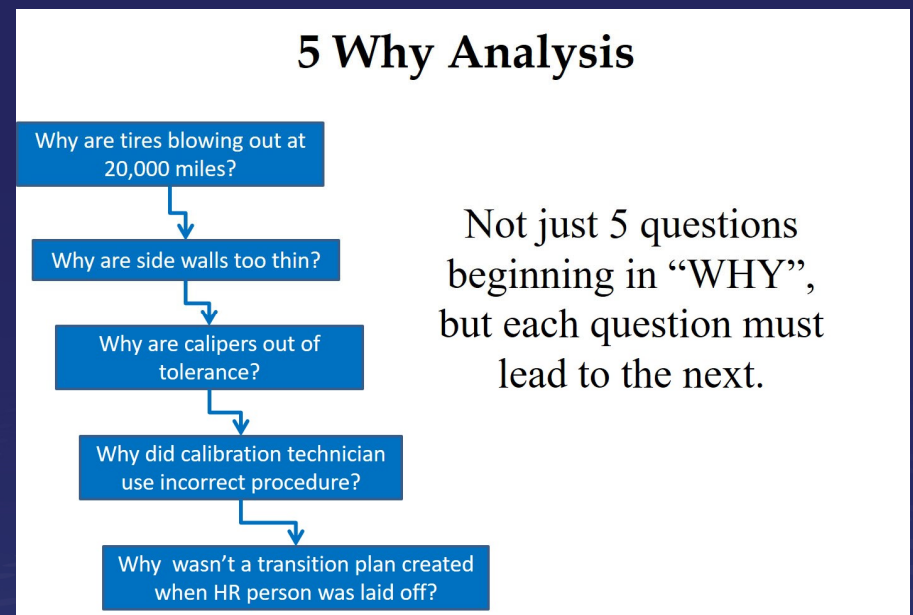 5 Why Analysis
Why are tires blowing out at
20,000 miles?
Why are side walls too thin?
Why are calipers out of
tolerance?
Why did calibration technician
use incorrect procedure?
Why  wasn’t a transition plan created
when HR person was laid off?
Not just 5 questions
beginning in “WHY”,
but each question must
lead to the next.